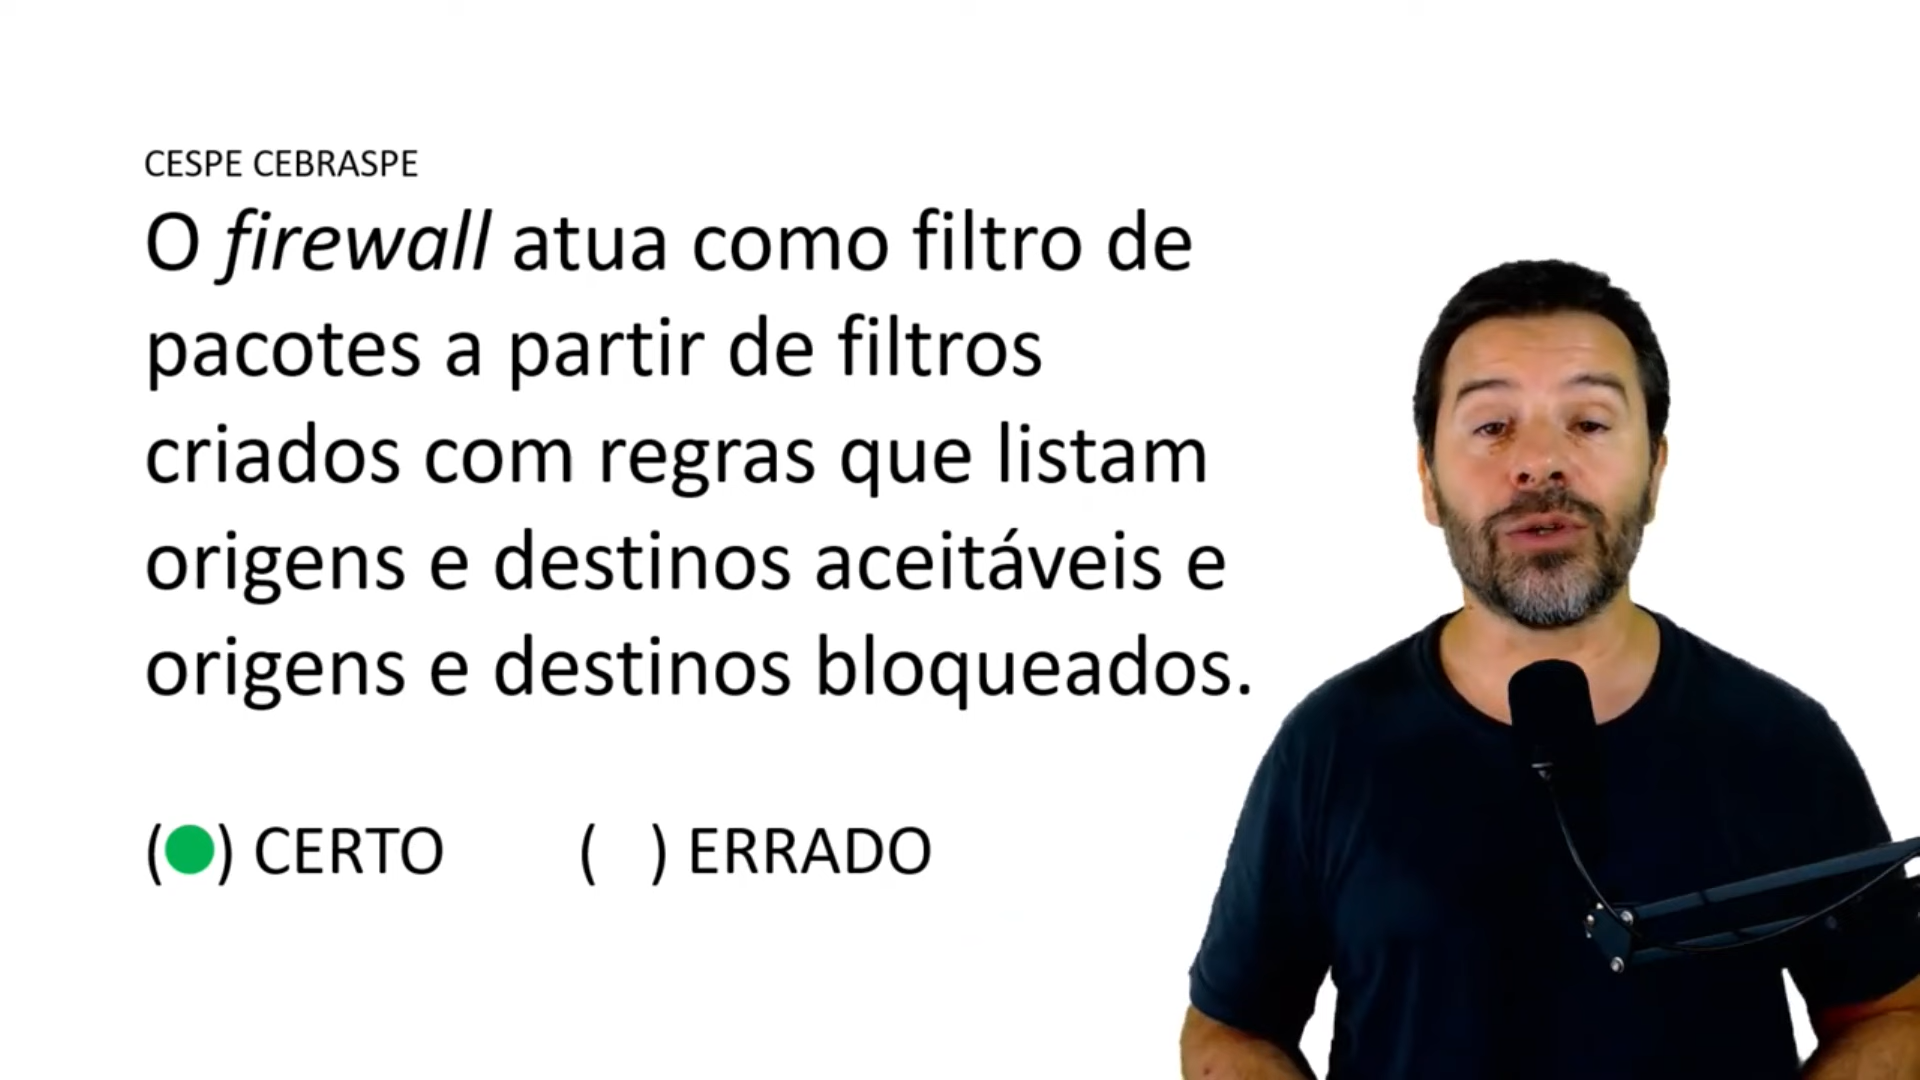 CESPE CEBRASPE
O firewall atua como filtro de
pacotes a partir de filtros
criados com regras que listam
origens e destinos aceitáveis e
origens e destinos bloqueados.
( ) CERTO ( ) ERRADO